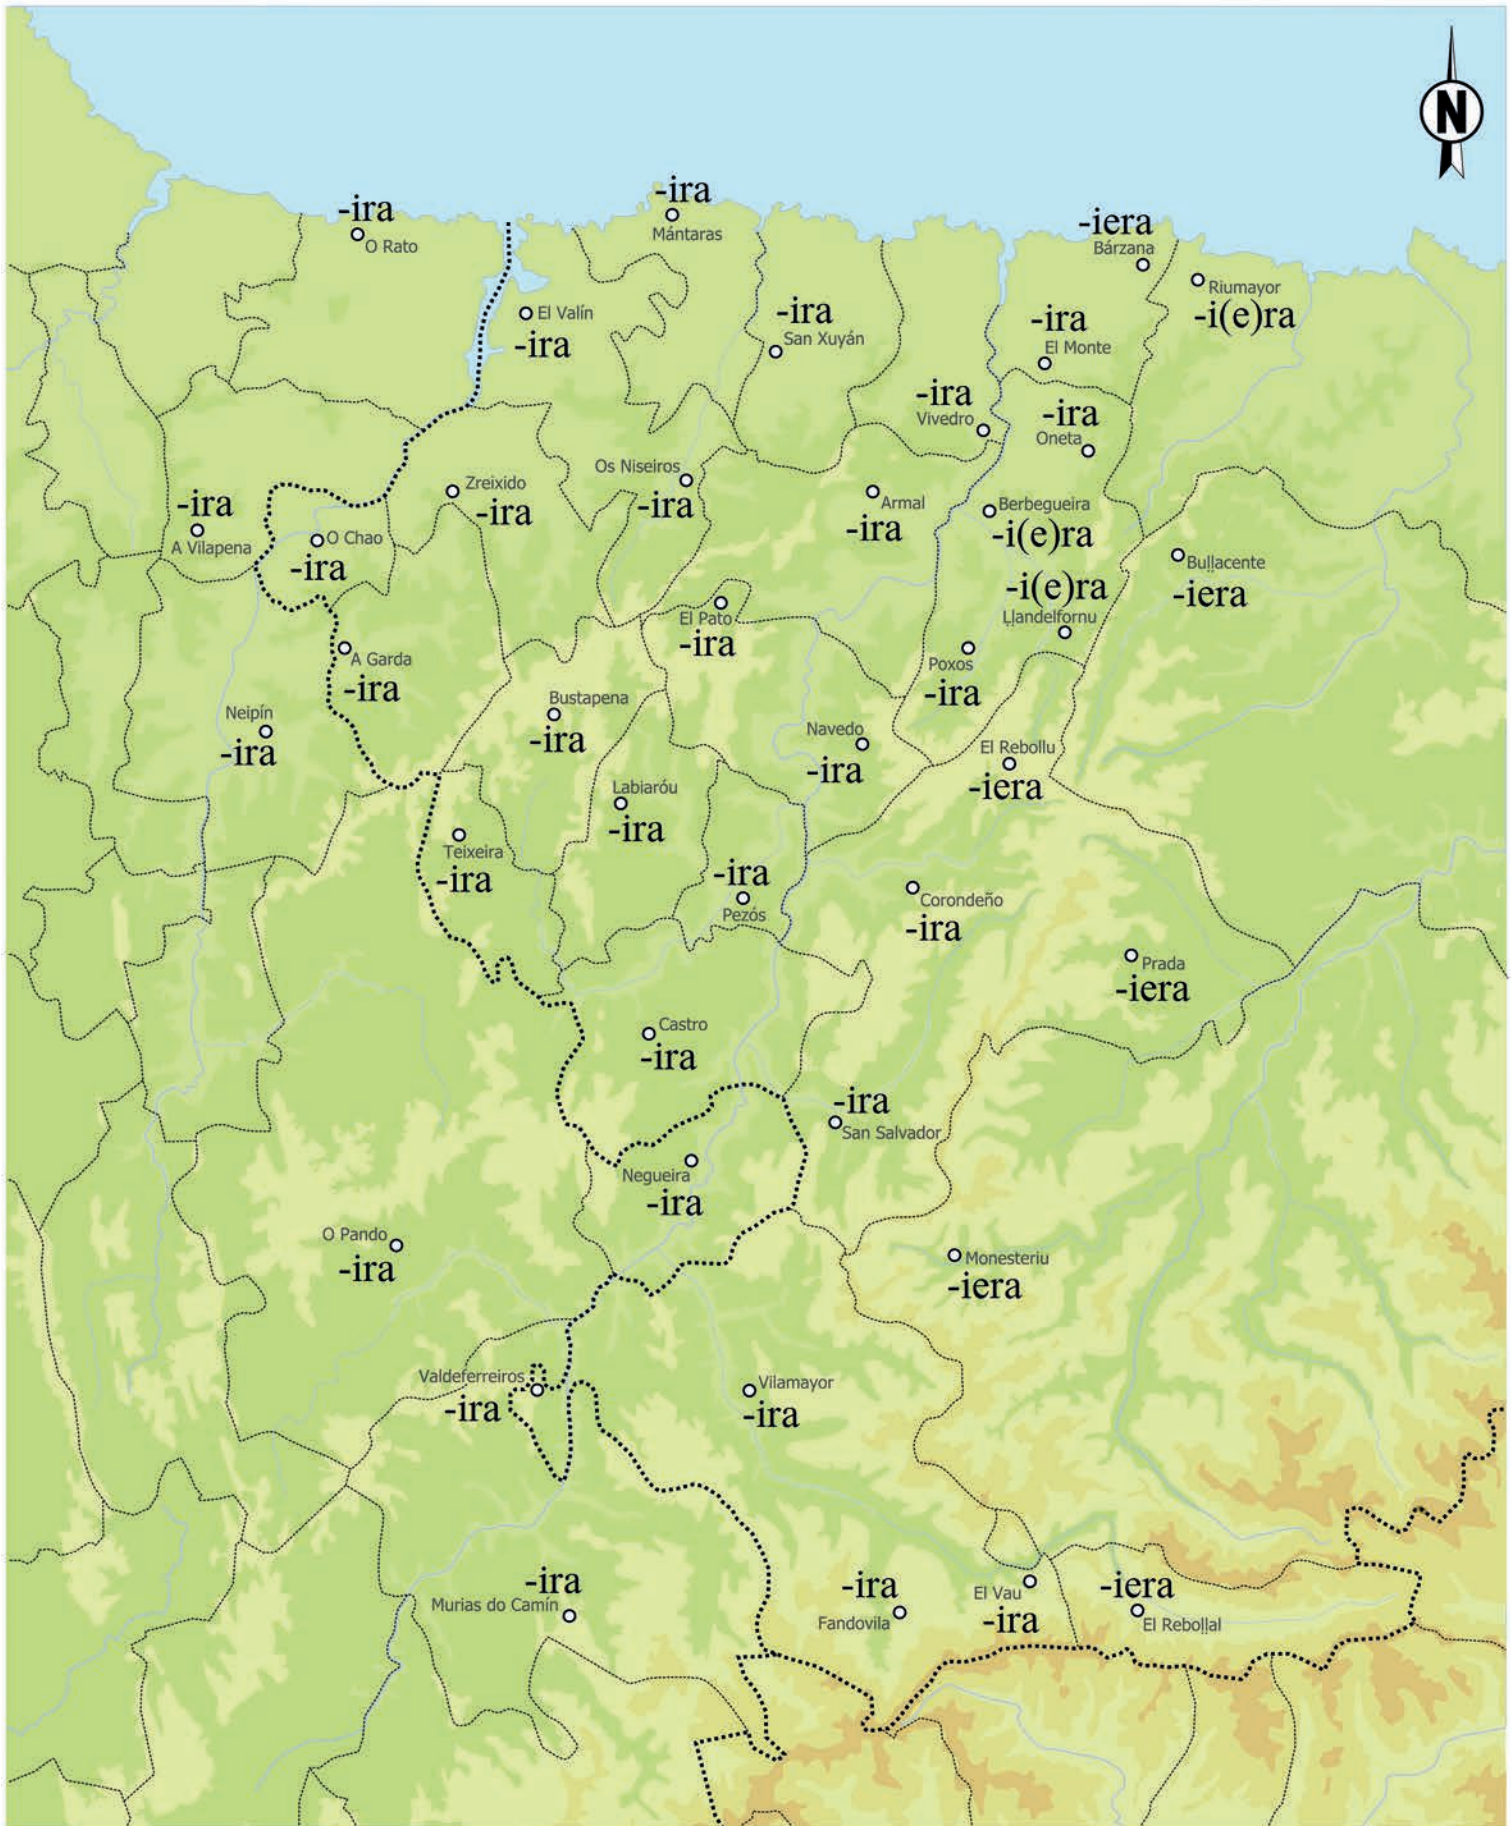 N
-ira
O Rato
-ira
Mántaras
-iera
Bárzana
Riumayor
-i(e)ra
El Valín
-ira
-ira
San Xuyán
-ira
El Monte
-ira
Vivedro
-ira
Oneta
Os Niseiros
-ira
Zreixido
-ira
-ira
A Vilapena
O Chao
-ira
Armal
-ira
Berbegueira
-i(e)ra
Buḷḷacente
-iera
-i(e)ra
Ḷḷandelfornu
El Pato
-ira
A Garda
-ira
Poxos
-ira
Neipín
-ira
Bustapena
-ira
Navedo
-ira
El Rebollu
-iera
Labiaróu
-ira
Teixeira
-ira
-ira
Pezós
Corondeño
-ira
Prada
-iera
Castro
-ira
-ira
San Salvador
Negueira
-ira
O Pando
-ira
Monesteriu
-iera
Valdeferreiros
-ira
Vilamayor
-ira
-ira
Murias do Camín
-ira
Fandovila
El Vau
-ira
-iera
El Reboḷḷal